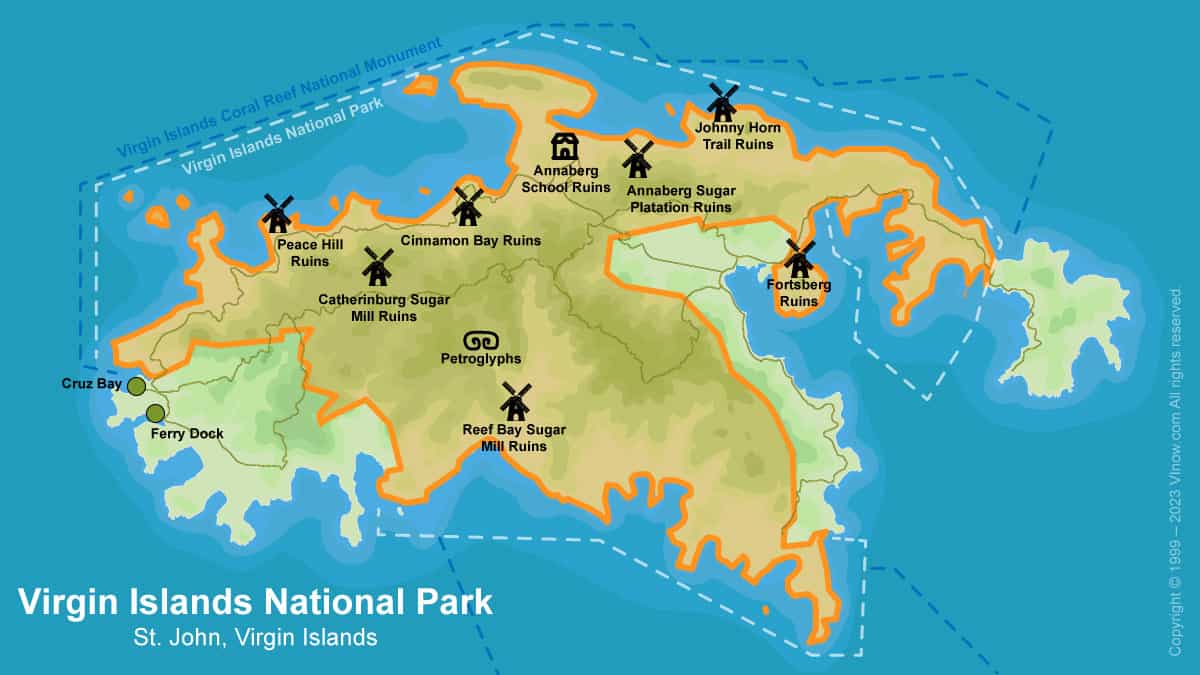 Virgin Islands Coral Reef National Monument
Virgin Islands National Park
Johnny Horn
Trail Ruins
Annaberg
School Ruins
Annaberg Sugar
Platation Ruins
Peace Hill
Ruins
Cinnamon Bay Ruins
Catherinburg Sugar
Mill Ruins
Fortsberg
Ruins
Petroglyphs
Cruz Bay
Ferry Dock
Reef Bay Sugar
Mill Ruins
Virgin Islands National Park
St. John, Virgin Islands
Copyright © 1999 – 2023 VInow.com All rights reserved.